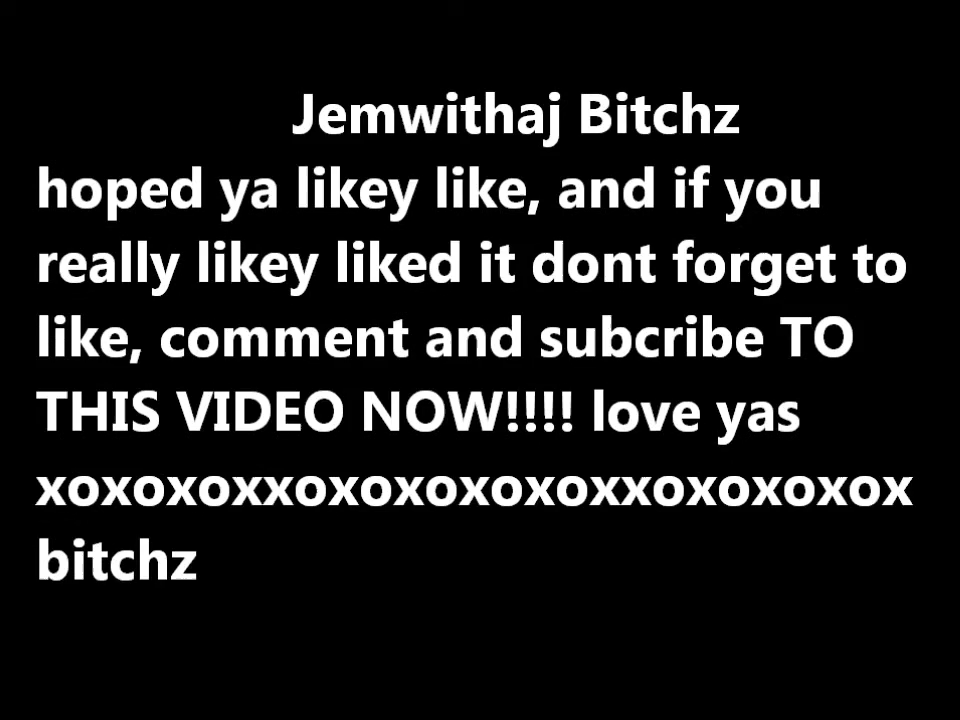 Jemwithaj Bitchz
hoped ya likey like, and if you
really likey liked it dont forget to
like, comment and subcribe TO
THIS VIDEO NOW!!!! love yas
xoxoxoxxoxoxoxoxoxxoxoxoxox
bitchz